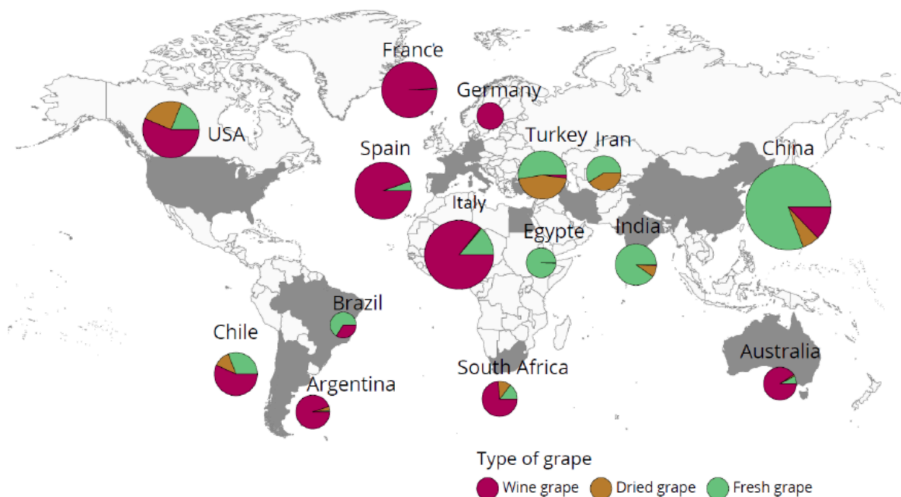 France
Germany
USA
Turkey
Iran
China
Spain
Italy
Egypte
India
Brazil
Chile
Argentina
South Africa
Australia
Type of grape
Wine grape Dried grape Fresh grape